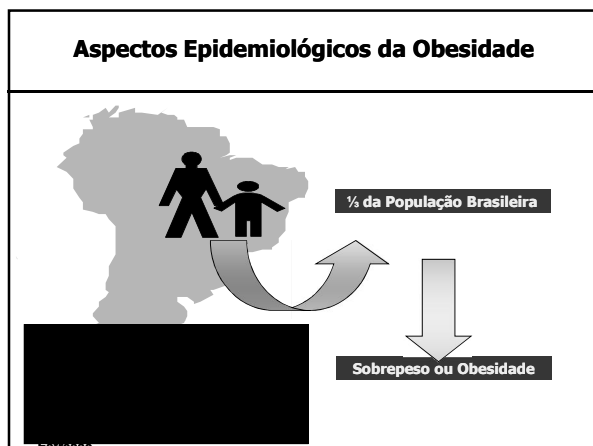 Aspectos Epidemiológicos da Obesidade
⅓ da População Brasileira
Sobrepeso ou Obesidade